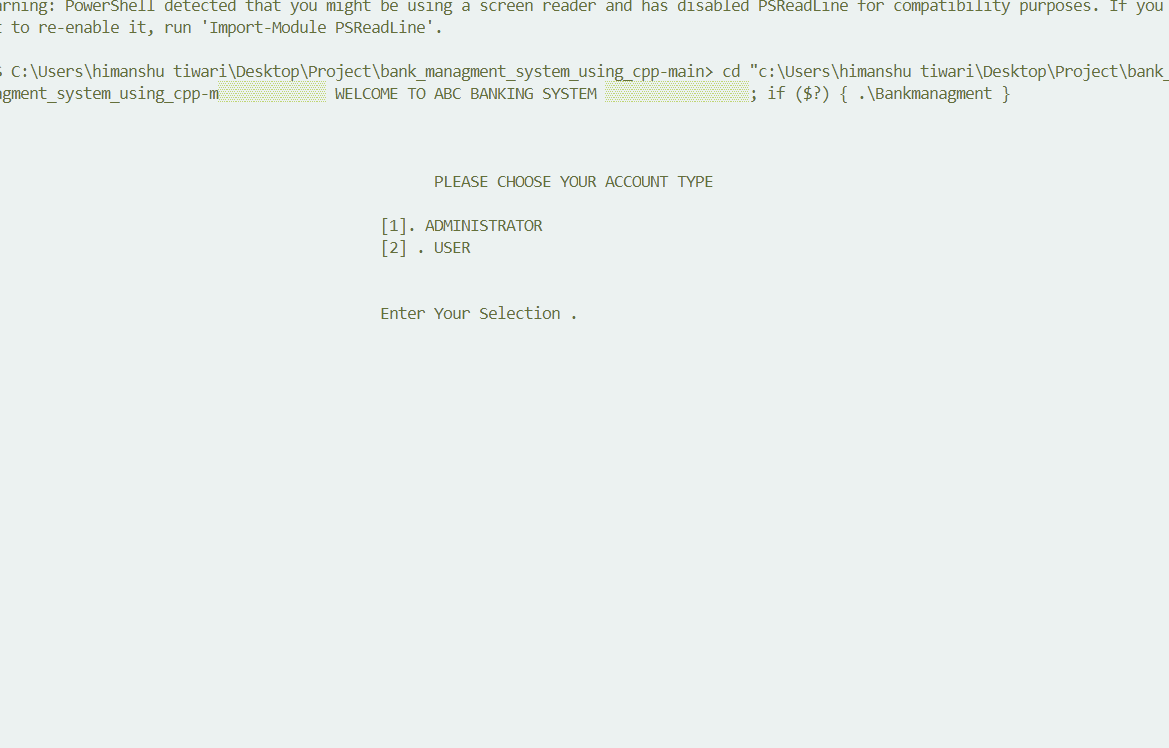 PowerShell detected that you might be using a screen reader and has disabled PSReadLine for compatibility purposes. If you
to re-enable it, run 'Import-Module PSReadLine'.
C:\Users\himanshu tiwari\Desktop\Project\bank_managment_system_using_cpp-main> cd "c:\Users\himanshu tiwari\Desktop\Project\bank_
agment_system_using_cpp-m░░░░░░░░░░░░ WELCOME TO ABC BANKING SYSTEM ░░░░░░░░░░░░░░░░; if ($?) { .\Bankmanagment }
PLEASE CHOOSE YOUR ACCOUNT TYPE
[1]. ADMINISTRATOR
[2] . USER
Enter Your Selection .